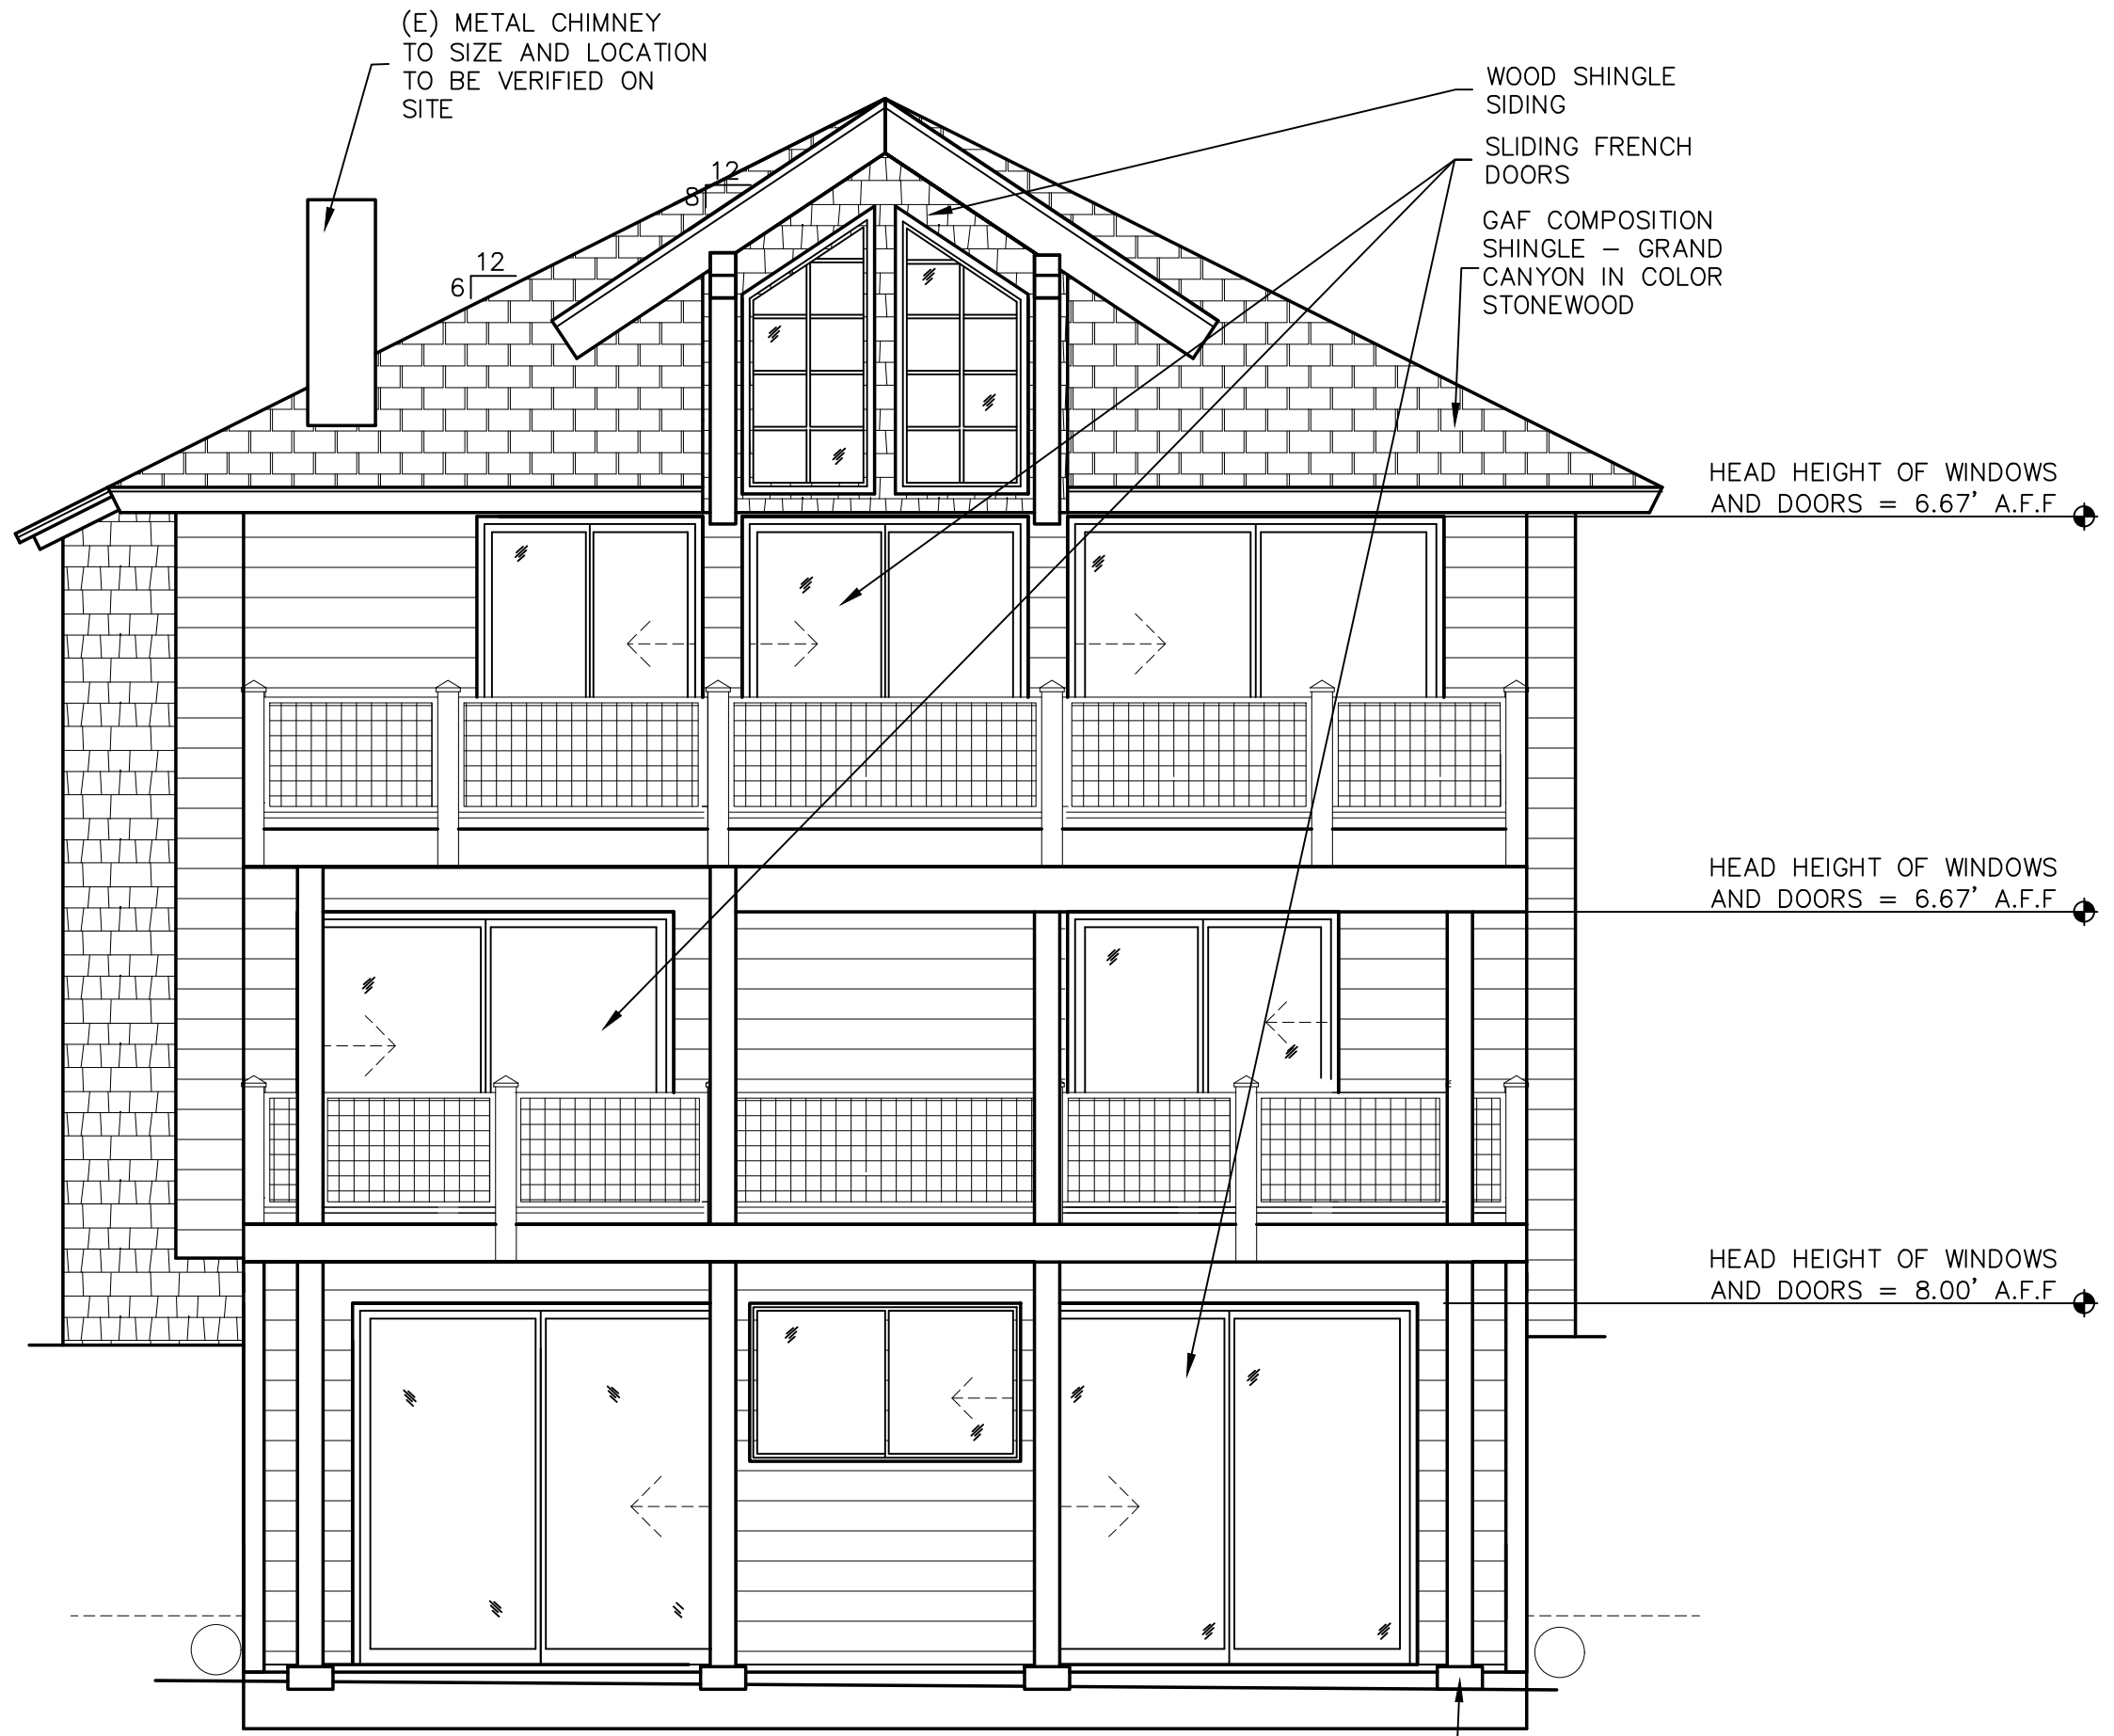 (E) METAL CHIMNEY
TO SIZE AND LOCATION
TO BE VERIFIED ON
SITE
WOOD SHINGLE
SIDING
SLIDING FRENCH
DOORS
GAF COMPOSITION
SHINGLE – GRAND
CANYON IN COLOR
STONEWOOD
12
8
12
6
HEAD HEIGHT OF WINDOWS
AND DOORS = 6.67' A.F.F
HEAD HEIGHT OF WINDOWS
AND DOORS = 6.67' A.F.F
HEAD HEIGHT OF WINDOWS
AND DOORS = 8.00' A.F.F